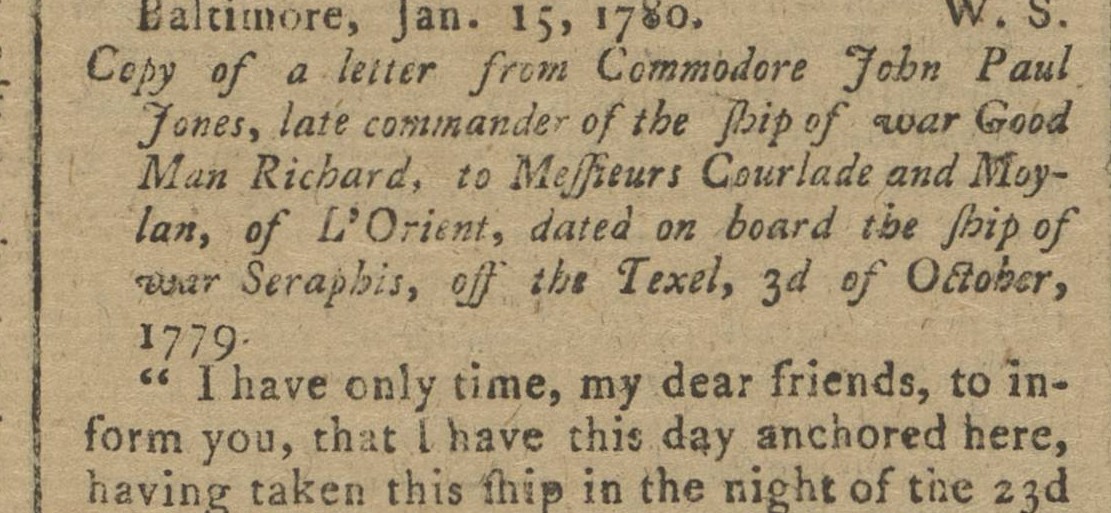 Baltimore, Jan. 15, 1780. W. S.
Copy of a letter from Commodore John Paul
Jones, late commander of the ſhip of war Good
Man Richard, to Meſſieurs Courlade and Moy-
lan, of L'Orient, dated on board the ſhip of
war Seraphis, off the Texel, 3d of October,
1779.
“ I have only time, my dear friends, to in-
form you, that I have this day anchored here,
having taken this ſhip in the night of the 23d